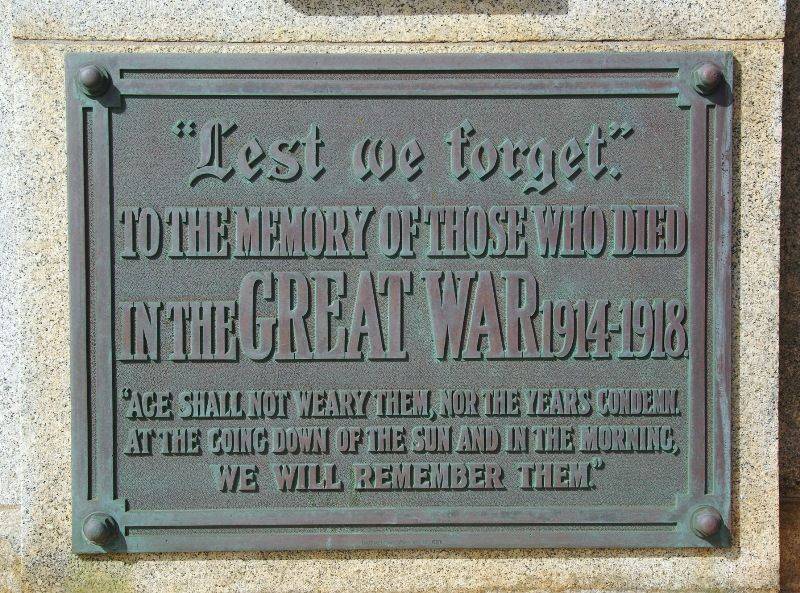 "Lest we forget".
TO THE MEMORY OF THOSE WHO DIED
IN THE GREAT WAR 1914-1918.
"AGE SHALL NOT WEARY THEM, NOR THE YEARS CONDEMN.
AT THE GOING DOWN OF THE SUN AND IN THE MORNING,
WE WILL REMEMBER THEM."